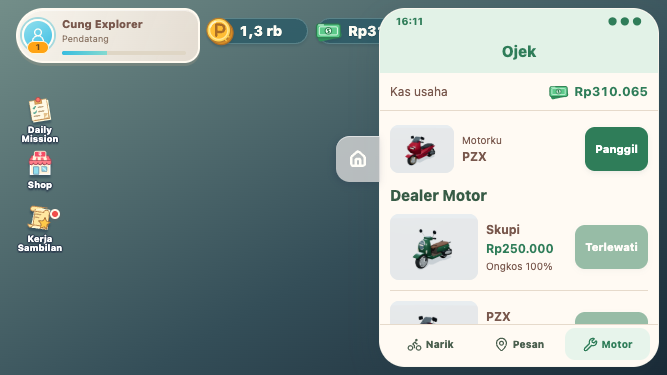 Cung Explorer
Pendatang
1
1,3 rb
Rp31
Daily
Mission
Shop
Kerja
Sambilan
16:11
Ojek
Kas usaha
Rp310.065
Motorku
PZX
Panggil
Dealer Motor
Skupi
Rp250.000
Ongkos 100%
Terlewati
PZX
Narik
Pesan
Motor